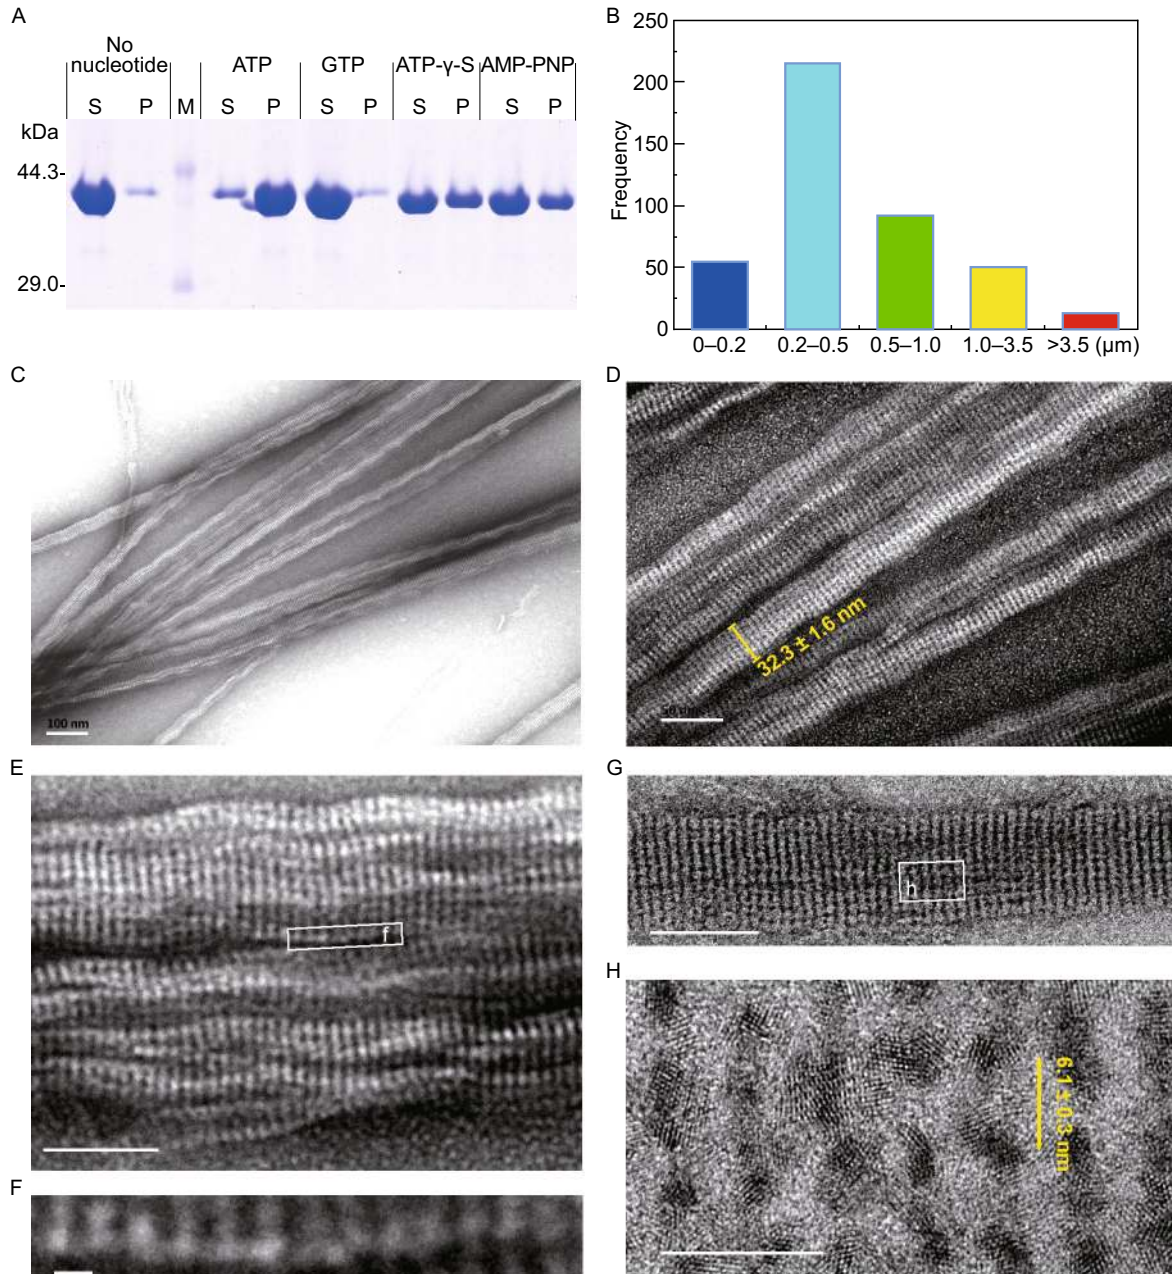 A
No
nucleotide
ATP
GTP
ATP-γ-S
AMP-PNP
S P M S P S P S P S P
kDa
44.3-
29.0-
B
Frequency
250
200
150
100
50
0
0–0.2 0.2–0.5 0.5–1.0 1.0–3.5 >3.5 (μm)
C
100 nm
D
32.3 ± 1.6 nm
E
f
G
h
H
6.1 ± 0.3 nm
F